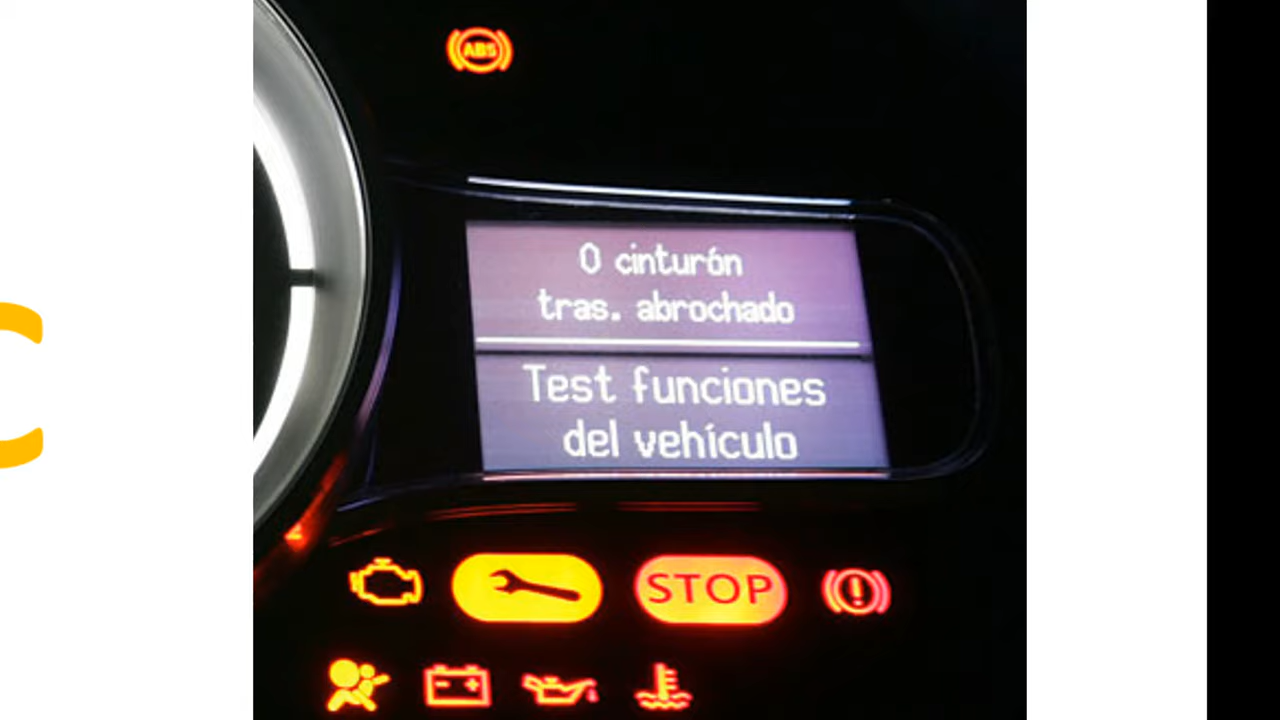 ABS
0 cinturón
tras. abrochado
Test funciones
del vehículo
STOP